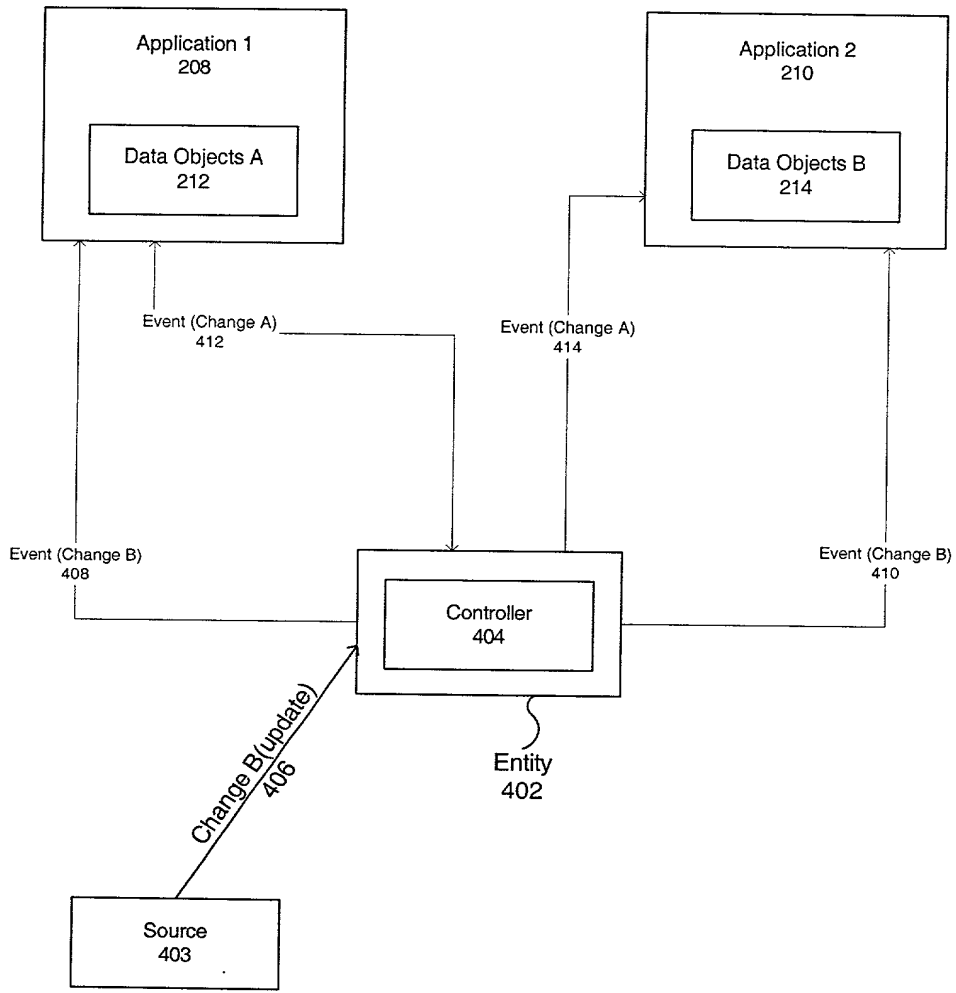 Application 1
208
Data Objects A
212
Application 2
210
Data Objects B
214
Event (Change A)
412
Event (Change A)
414
Event (Change B)
408
Event (Change B)
410
Controller
404
Change B(update)
406
Entity
402
Source
403